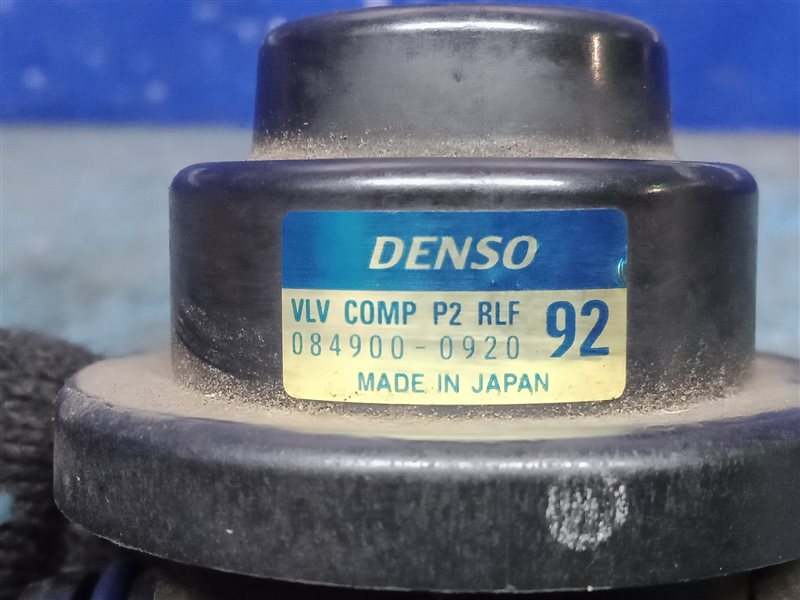 DENSO
VLV COMP P2 RLF 92
084900-0920
MADE IN JAPAN